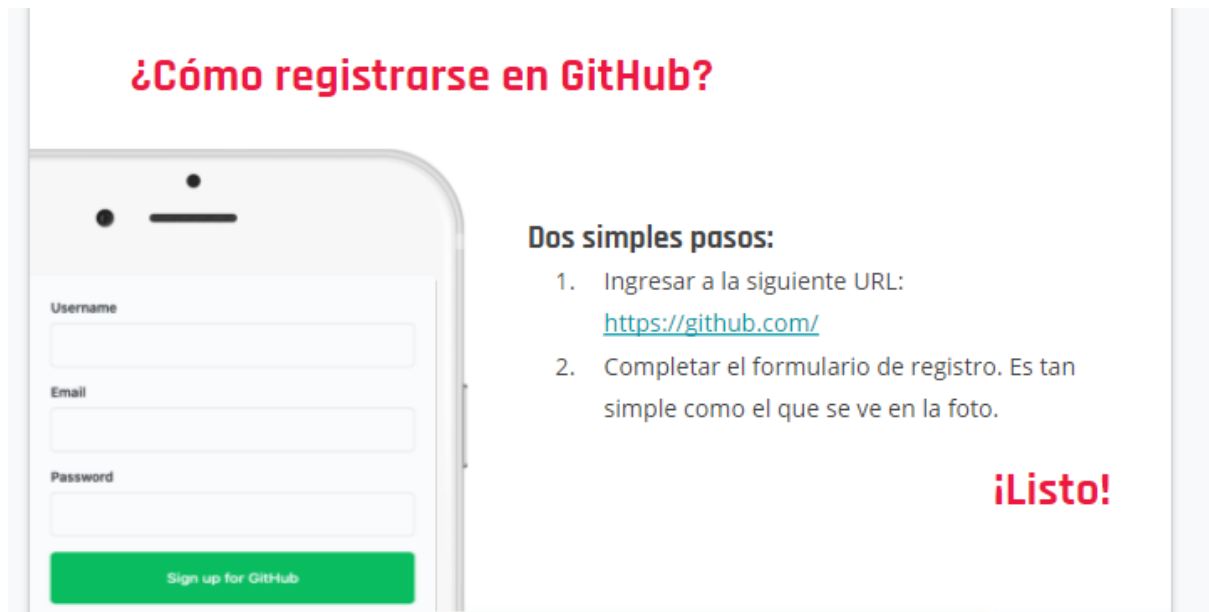 ¿Cómo registrarse en GitHub?
Username
Email
Password
Sign up for GitHub
Dos simples pasos:
1. Ingresar a la siguiente URL:
https://github.com/
2. Completar el formulario de registro. Es tan
simple como el que se ve en la foto.
¡Listo!